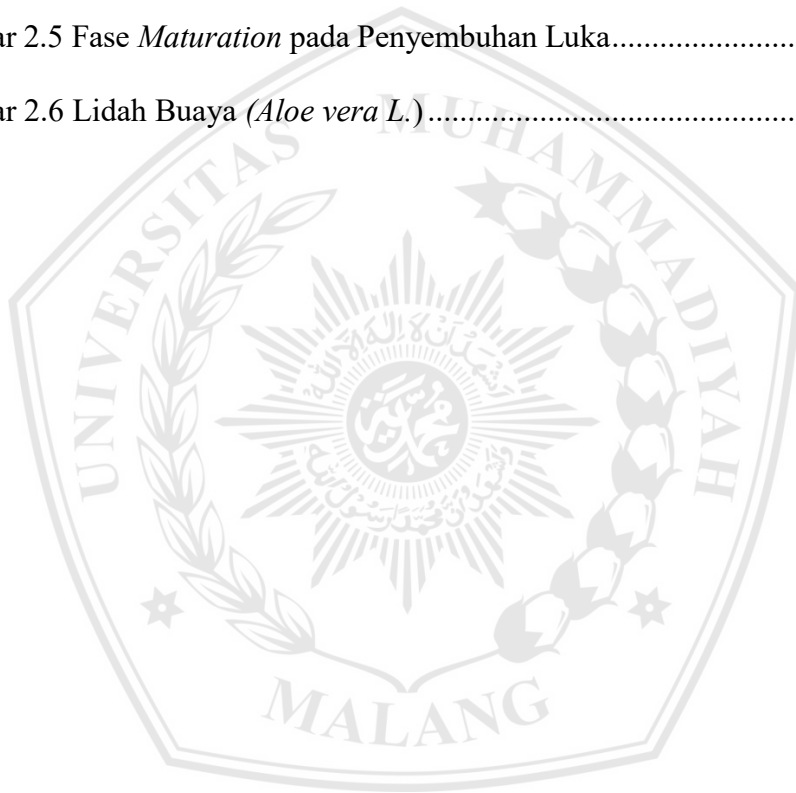 ar 2.5 Fase Maturation pada Penyembuhan Luka.......................
ar 2.6 Lidah Buaya (Aloe vera L.)..............................................
UNIVERSITAS MUHAMMADIYAH
MALANG